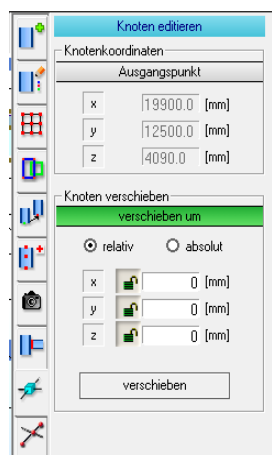 Knoten editieren
Knotenkoordinaten
Ausgangspunkt
x 19900.0 [mm]
y 12500.0 [mm]
z 4090.0 [mm]
Knoten verschieben
verschieben um
relativ absolut
x 0 [mm]
y 0 [mm]
z 0 [mm]
verschieben